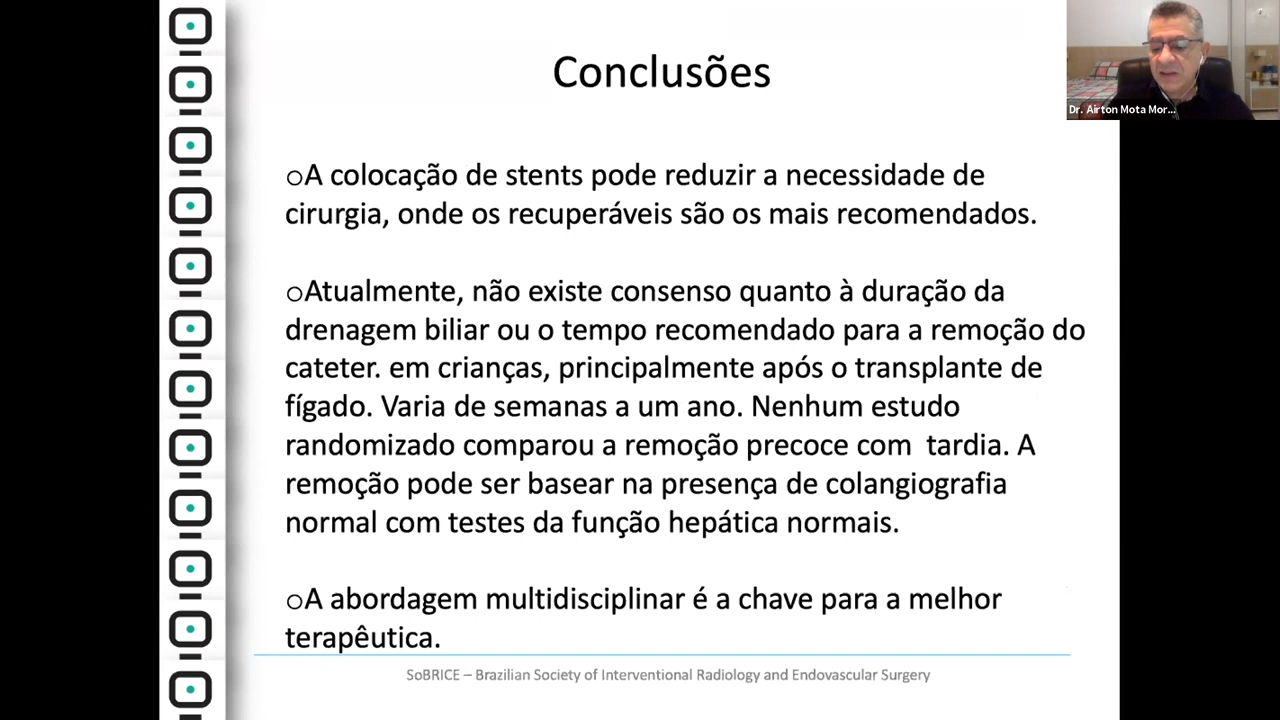 Conclusões
Dr. Airton Mota Mor...
oA colocação de stents pode reduzir a necessidade de
cirurgia, onde os recuperáveis são os mais recomendados.
oAtualmente, não existe consenso quanto à duração da
drenagem biliar ou o tempo recomendado para a remoção do
cateter. em crianças, principalmente após o transplante de
fígado. Varia de semanas a um ano. Nenhum estudo
randomizado comparou a remoção precoce com  tardia. A
remoção pode ser basear na presença de colangiografia
normal com testes da função hepática normais.
oA abordagem multidisciplinar é a chave para a melhor
terapêutica.
SoBRICE – Brazilian Society of Interventional Radiology and Endovascular Surgery